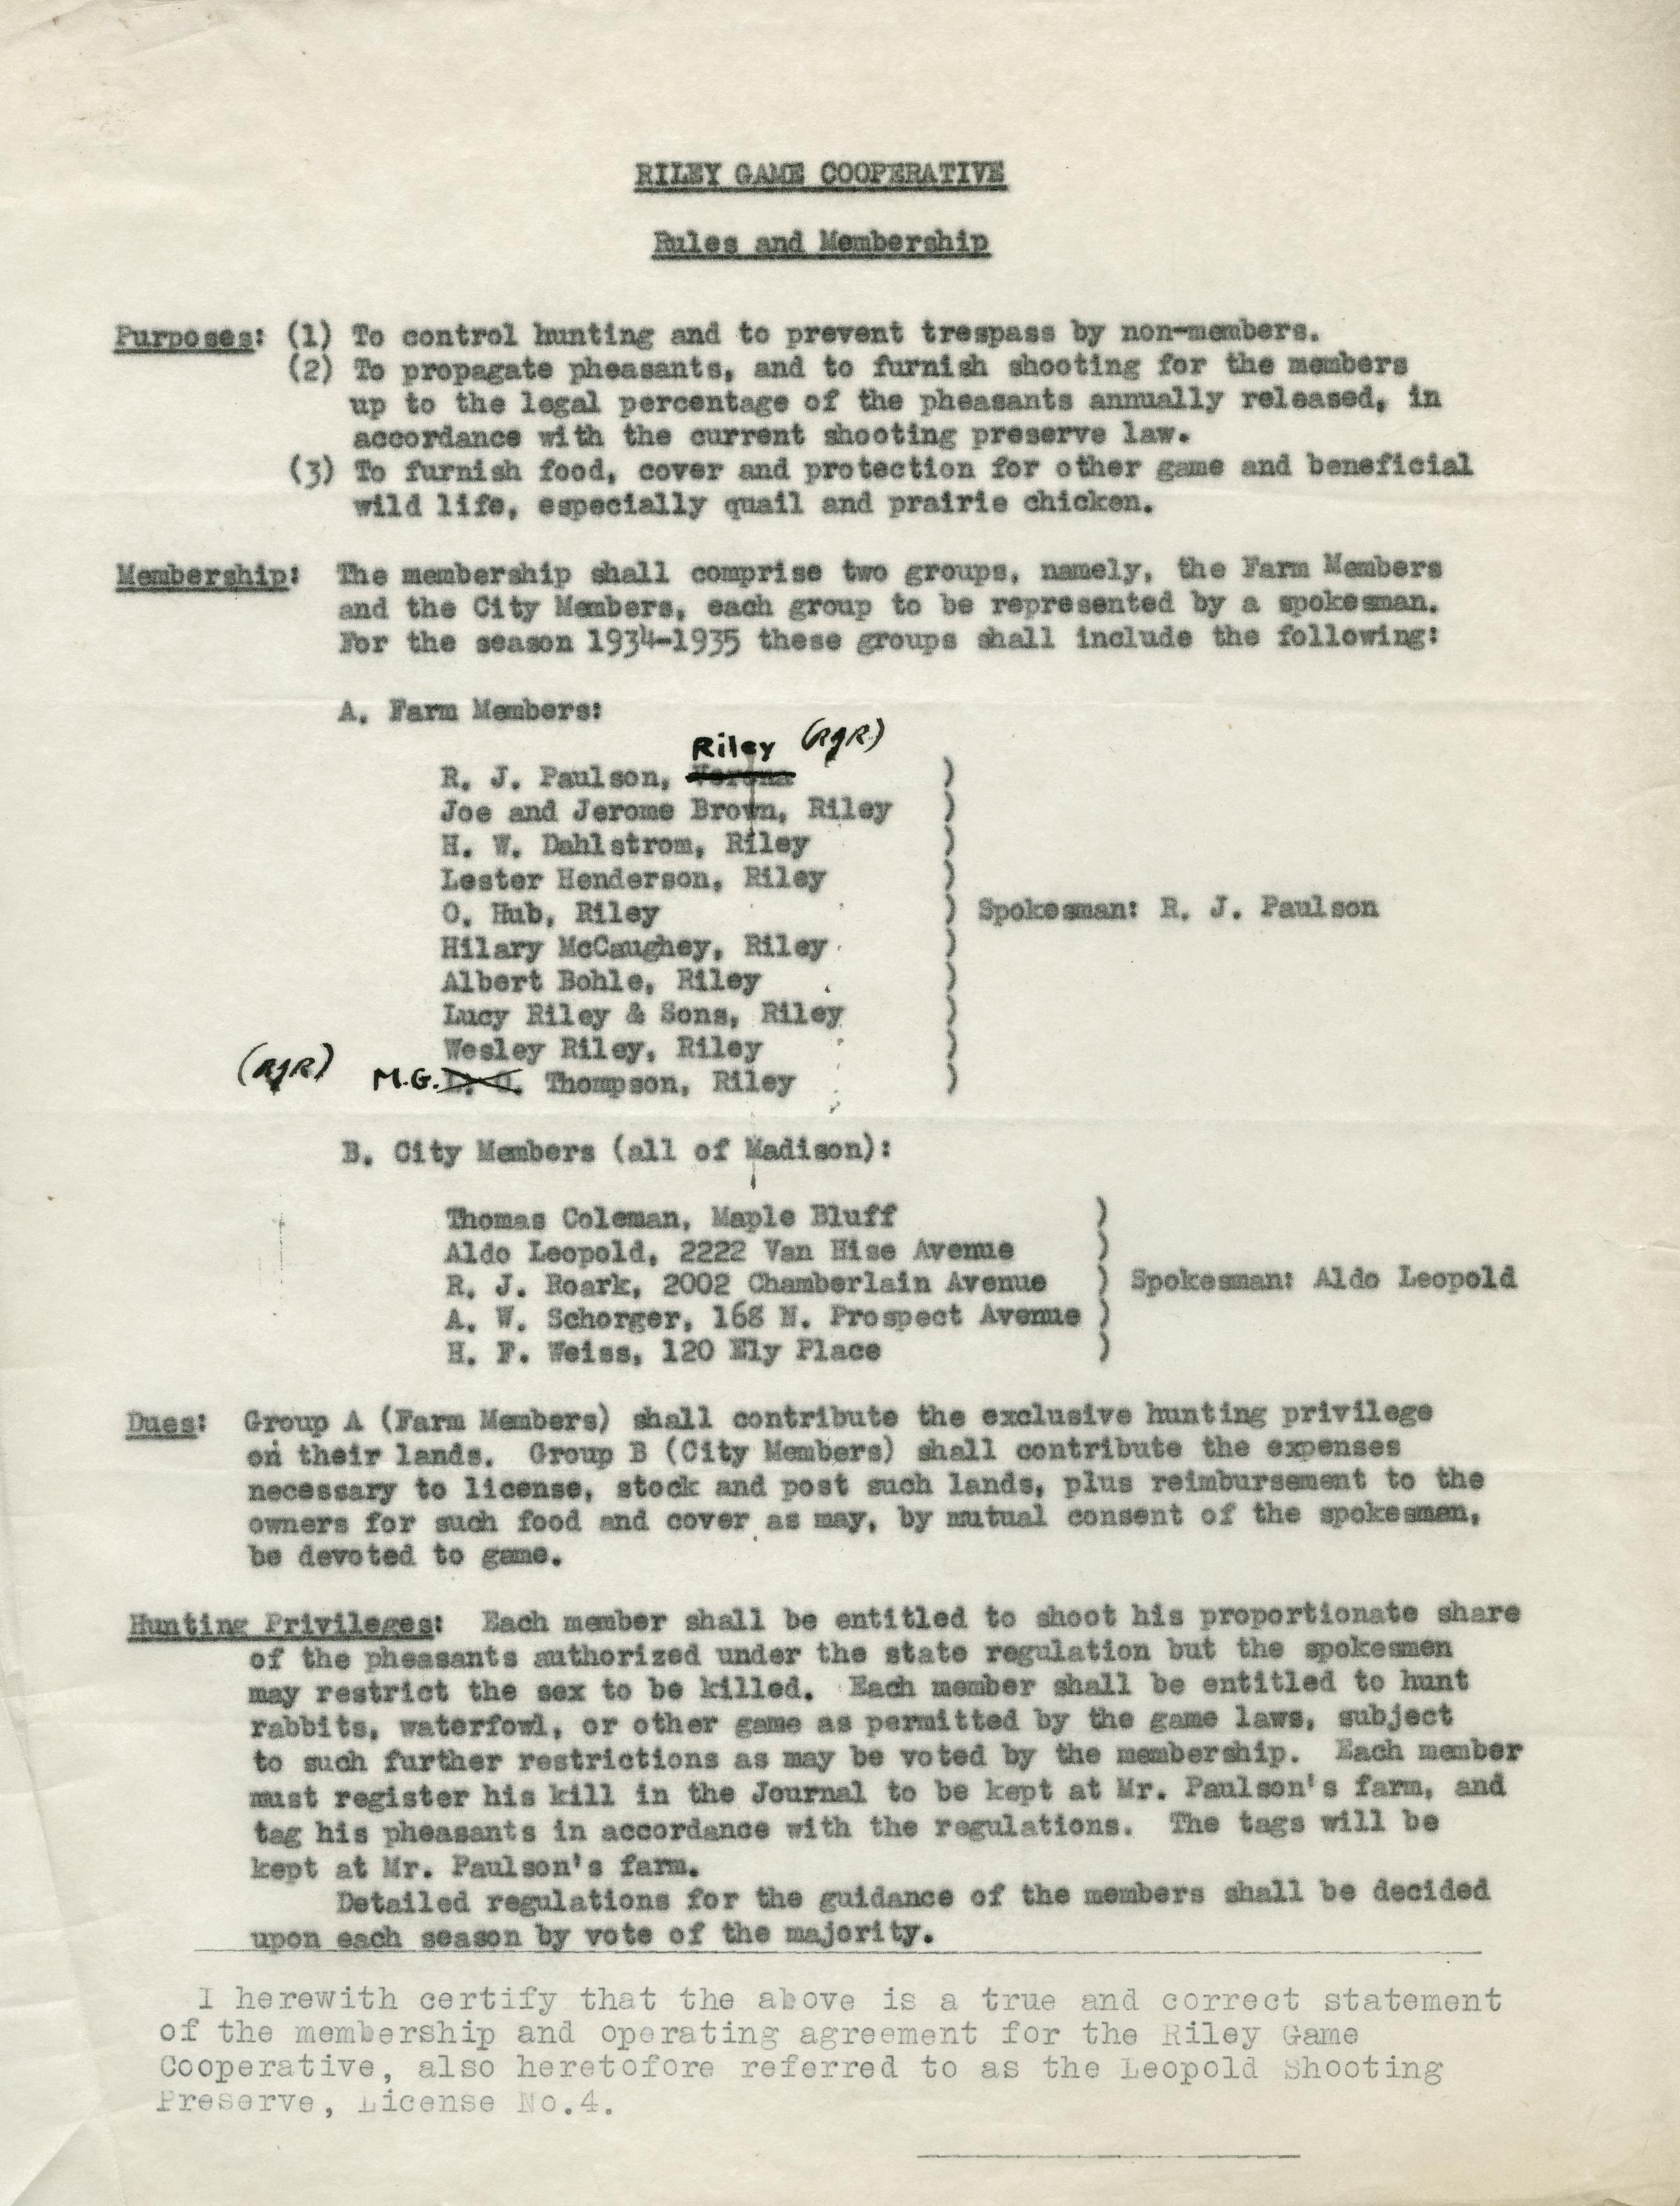 RILEY GAME COOPERATIVE
Rules and Membership
Purposes: (1) To control hunting and to prevent trespass by non-members.
(2) To propagate pheasants, and to furnish shooting for the members
up to the legal percentage of the pheasants annually released, in
accordance with the current shooting preserve law.
(3) To furnish food, cover and protection for other game and beneficial
wild life, especially quail and prairie chicken.
Membership: The membership shall comprise two groups, namely, the Farm Members
and the City Members, each group to be represented by a spokesman.
For the season 1934-1935 these groups shall include the following:
A. Farm Members:
Riley (RJR)
R. J. Paulson, Verona )
Joe and Jerome Brown, Riley )
H. W. Dahlstrom, Riley )
Lester Henderson, Riley )
O. Hub, Riley ) Spokesman: R. J. Paulson
Hilary McCaughey, Riley )
Albert Bohle, Riley )
Lucy Riley & Sons, Riley )
Wesley Riley, Riley )
(RJR) M.G. Thompson, Riley )
B. City Members (all of Madison):
Thomas Coleman, Maple Bluff )
Aldo Leopold, 2222 Van Hise Avenue )
R. J. Roark, 2002 Chamberlain Avenue ) Spokesman: Aldo Leopold
A. W. Schorger, 168 N. Prospect Avenue )
H. F. Weiss, 120 Ely Place )
Dues: Group A (Farm Members) shall contribute the exclusive hunting privilege
on their lands. Group B (City Members) shall contribute the expenses
necessary to license, stock and post such lands, plus reimbursement to the
owners for such food and cover as may, by mutual consent of the spokesman,
be devoted to game.
Hunting Privileges: Each member shall be entitled to shoot his proportionate share
of the pheasants authorized under the state regulation but the spokesmen
may restrict the sex to be killed. Each member shall be entitled to hunt
rabbits, waterfowl, or other game as permitted by the game laws, subject
to such further restrictions as may be voted by the membership. Each member
must register his kill in the Journal to be kept at Mr. Paulson's farm, and
tag his pheasants in accordance with the regulations. The tags will be
kept at Mr. Paulson's farm.
Detailed regulations for the guidance of the members shall be decided
upon each season by vote of the majority.
I herewith certify that the above is a true and correct statement
of the membership and operating agreement for the Riley Game
Cooperative, also heretofore referred to as the Leopold Shooting
Preserve, License No.4.